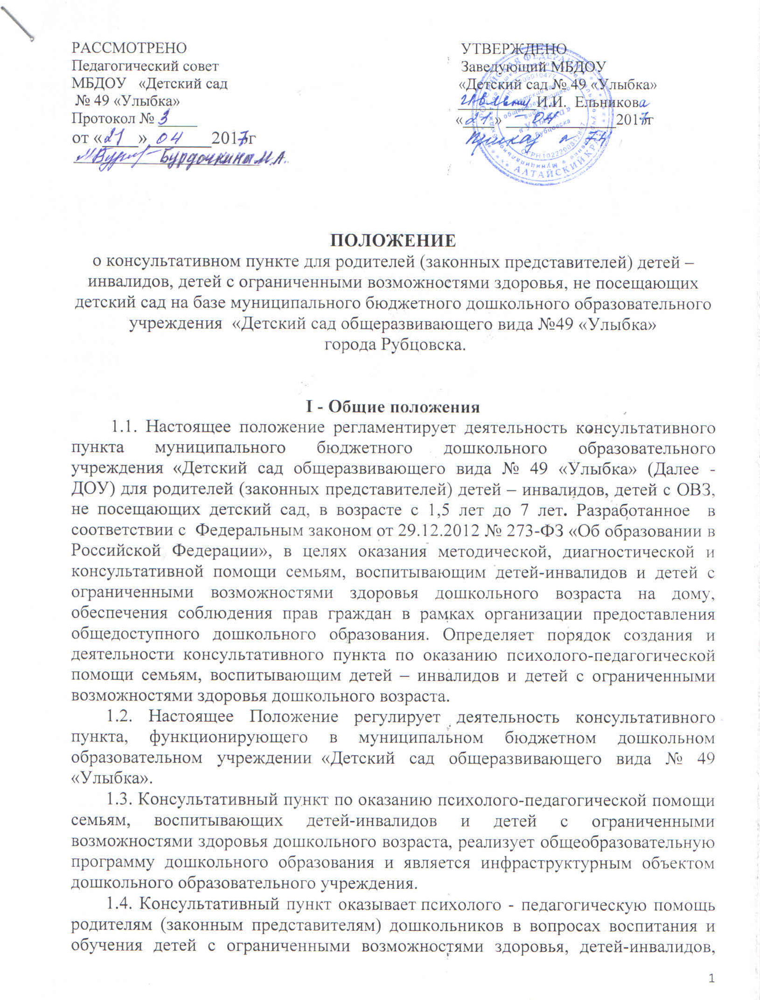 РАССМОТРЕНО
Педагогический совет
МБДОУ «Детский сад
№ 49 «Улыбка»
Протокол № 3
от «21» 04 2017г
Бурдочкина М.А.
УТВЕРЖДЕНО
Заведующий МБДОУ
«Детский сад № 49 «Улыбка»
И.И. Ельникова
«21» 04 2017г
Приказ 74
АЛТАЙСКИЙ КРАЙ
«Улыбка»
ПОЛОЖЕНИЕ
о консультативном пункте для родителей (законных представителей) детей –
инвалидов, детей с ограниченными возможностями здоровья, не посещающих
детский сад на базе муниципального бюджетного дошкольного образовательного
учреждения «Детский сад общеразвивающего вида №49 «Улыбка»
города Рубцовска.
I - Общие положения
1.1. Настоящее положение регламентирует деятельность консультативного
пункта муниципального бюджетного дошкольного образовательного
учреждения «Детский сад общеразвивающего вида № 49 «Улыбка» (Далее -
ДОУ) для родителей (законных представителей) детей – инвалидов, детей с ОВЗ,
не посещающих детский сад, в возрасте с 1,5 лет до 7 лет. Разработанное в
соответствии с Федеральным законом от 29.12.2012 № 273-ФЗ «Об образовании в
Российской Федерации», в целях оказания методической, диагностической и
консультативной помощи семьям, воспитывающим детей-инвалидов и детей с
ограниченными возможностями здоровья дошкольного возраста на дому,
обеспечения соблюдения прав граждан в рамках организации предоставления
общедоступного дошкольного образования. Определяет порядок создания и
деятельности консультативного пункта по оказанию психолого-педагогической
помощи семьям, воспитывающим детей – инвалидов и детей с ограниченными
возможностями здоровья дошкольного возраста.
1.2. Настоящее Положение регулирует деятельность консультативного
пункта, функционирующего в муниципальном бюджетном дошкольном
образовательном учреждении «Детский сад общеразвивающего вида № 49
«Улыбка».
1.3. Консультативный пункт по оказанию психолого-педагогической помощи
семьям, воспитывающих детей-инвалидов и детей с ограниченными
возможностями здоровья дошкольного возраста, реализует общеобразовательную
программу дошкольного образования и является инфраструктурным объектом
дошкольного образовательного учреждения.
1.4. Консультативный пункт оказывает психолого - педагогическую помощь
родителям (законным представителям) дошкольников в вопросах воспитания и
обучения детей с ограниченными возможностями здоровья, детей-инвалидов,
1